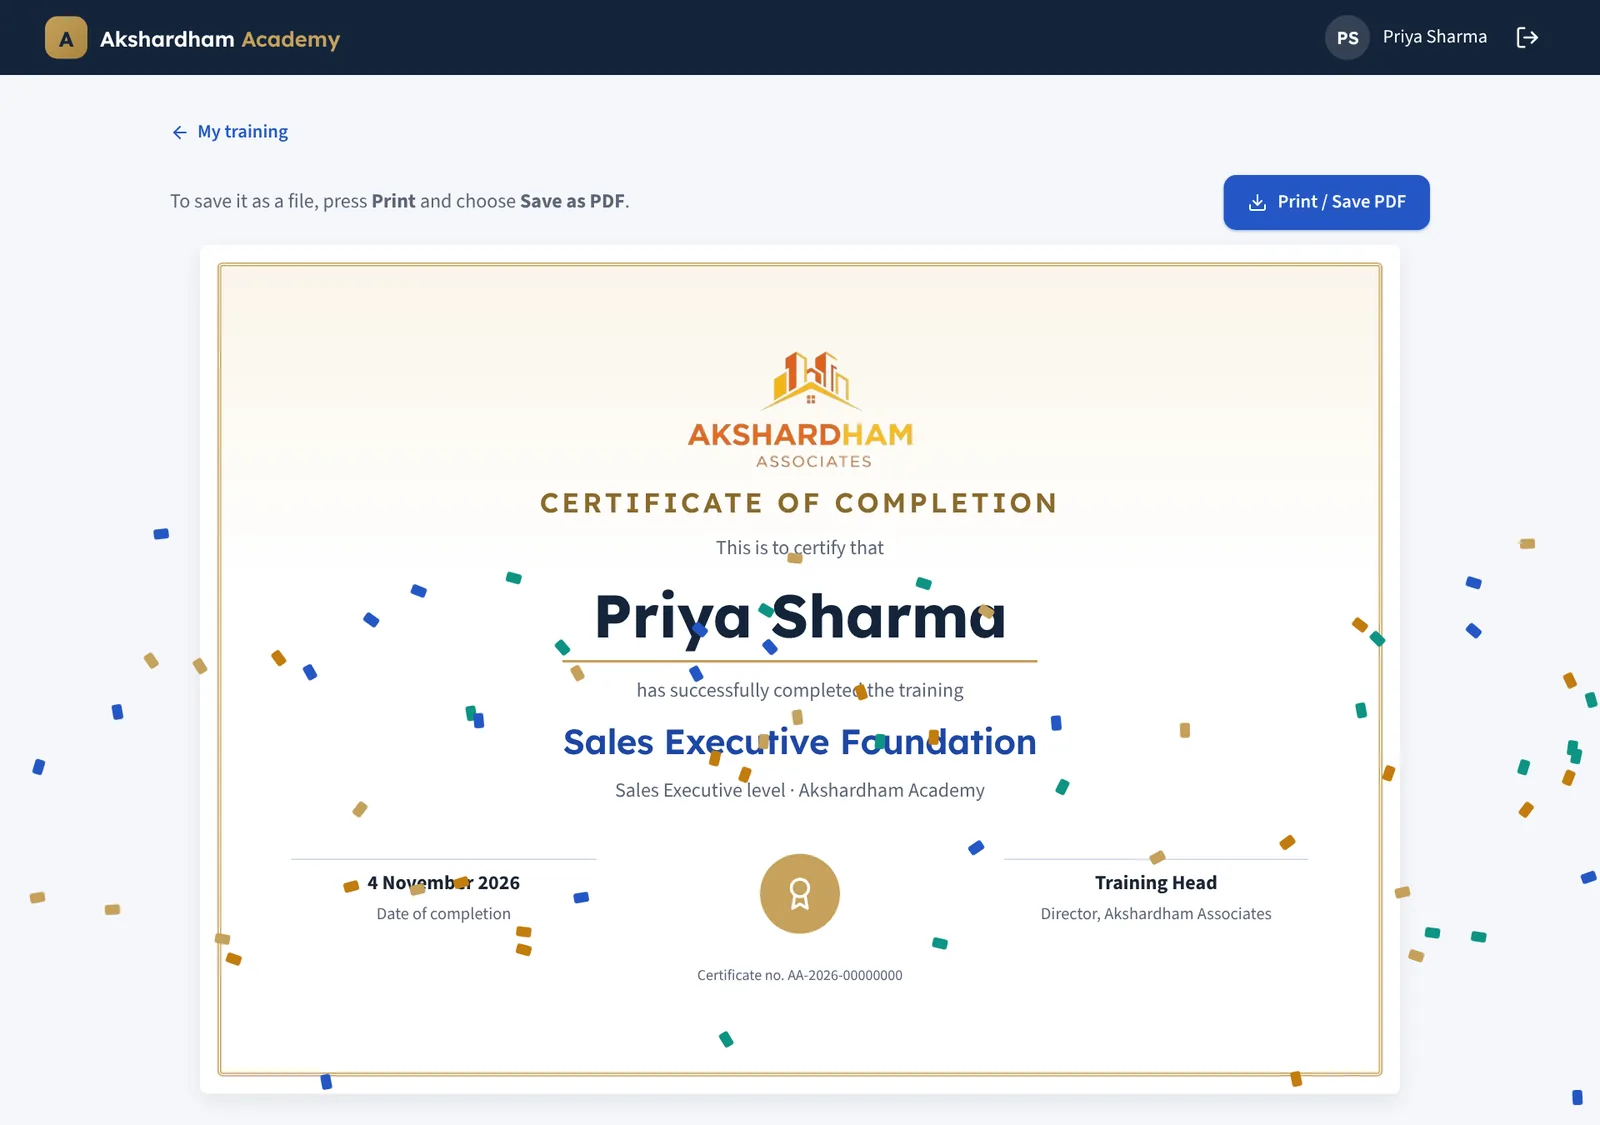 A Akshardham Academy
PS Priya Sharma
My training
To save it as a file, press Print and choose Save as PDF.
Print / Save PDF
AKSHARDHAM
ASSOCIATES
CERTIFICATE OF COMPLETION
This is to certify that
Priya Sharma
has successfully completed the training
Sales Executive Foundation
Sales Executive level · Akshardham Academy
4 November 2026
Date of completion
Training Head
Director, Akshardham Associates
Certificate no. AA-2026-00000000